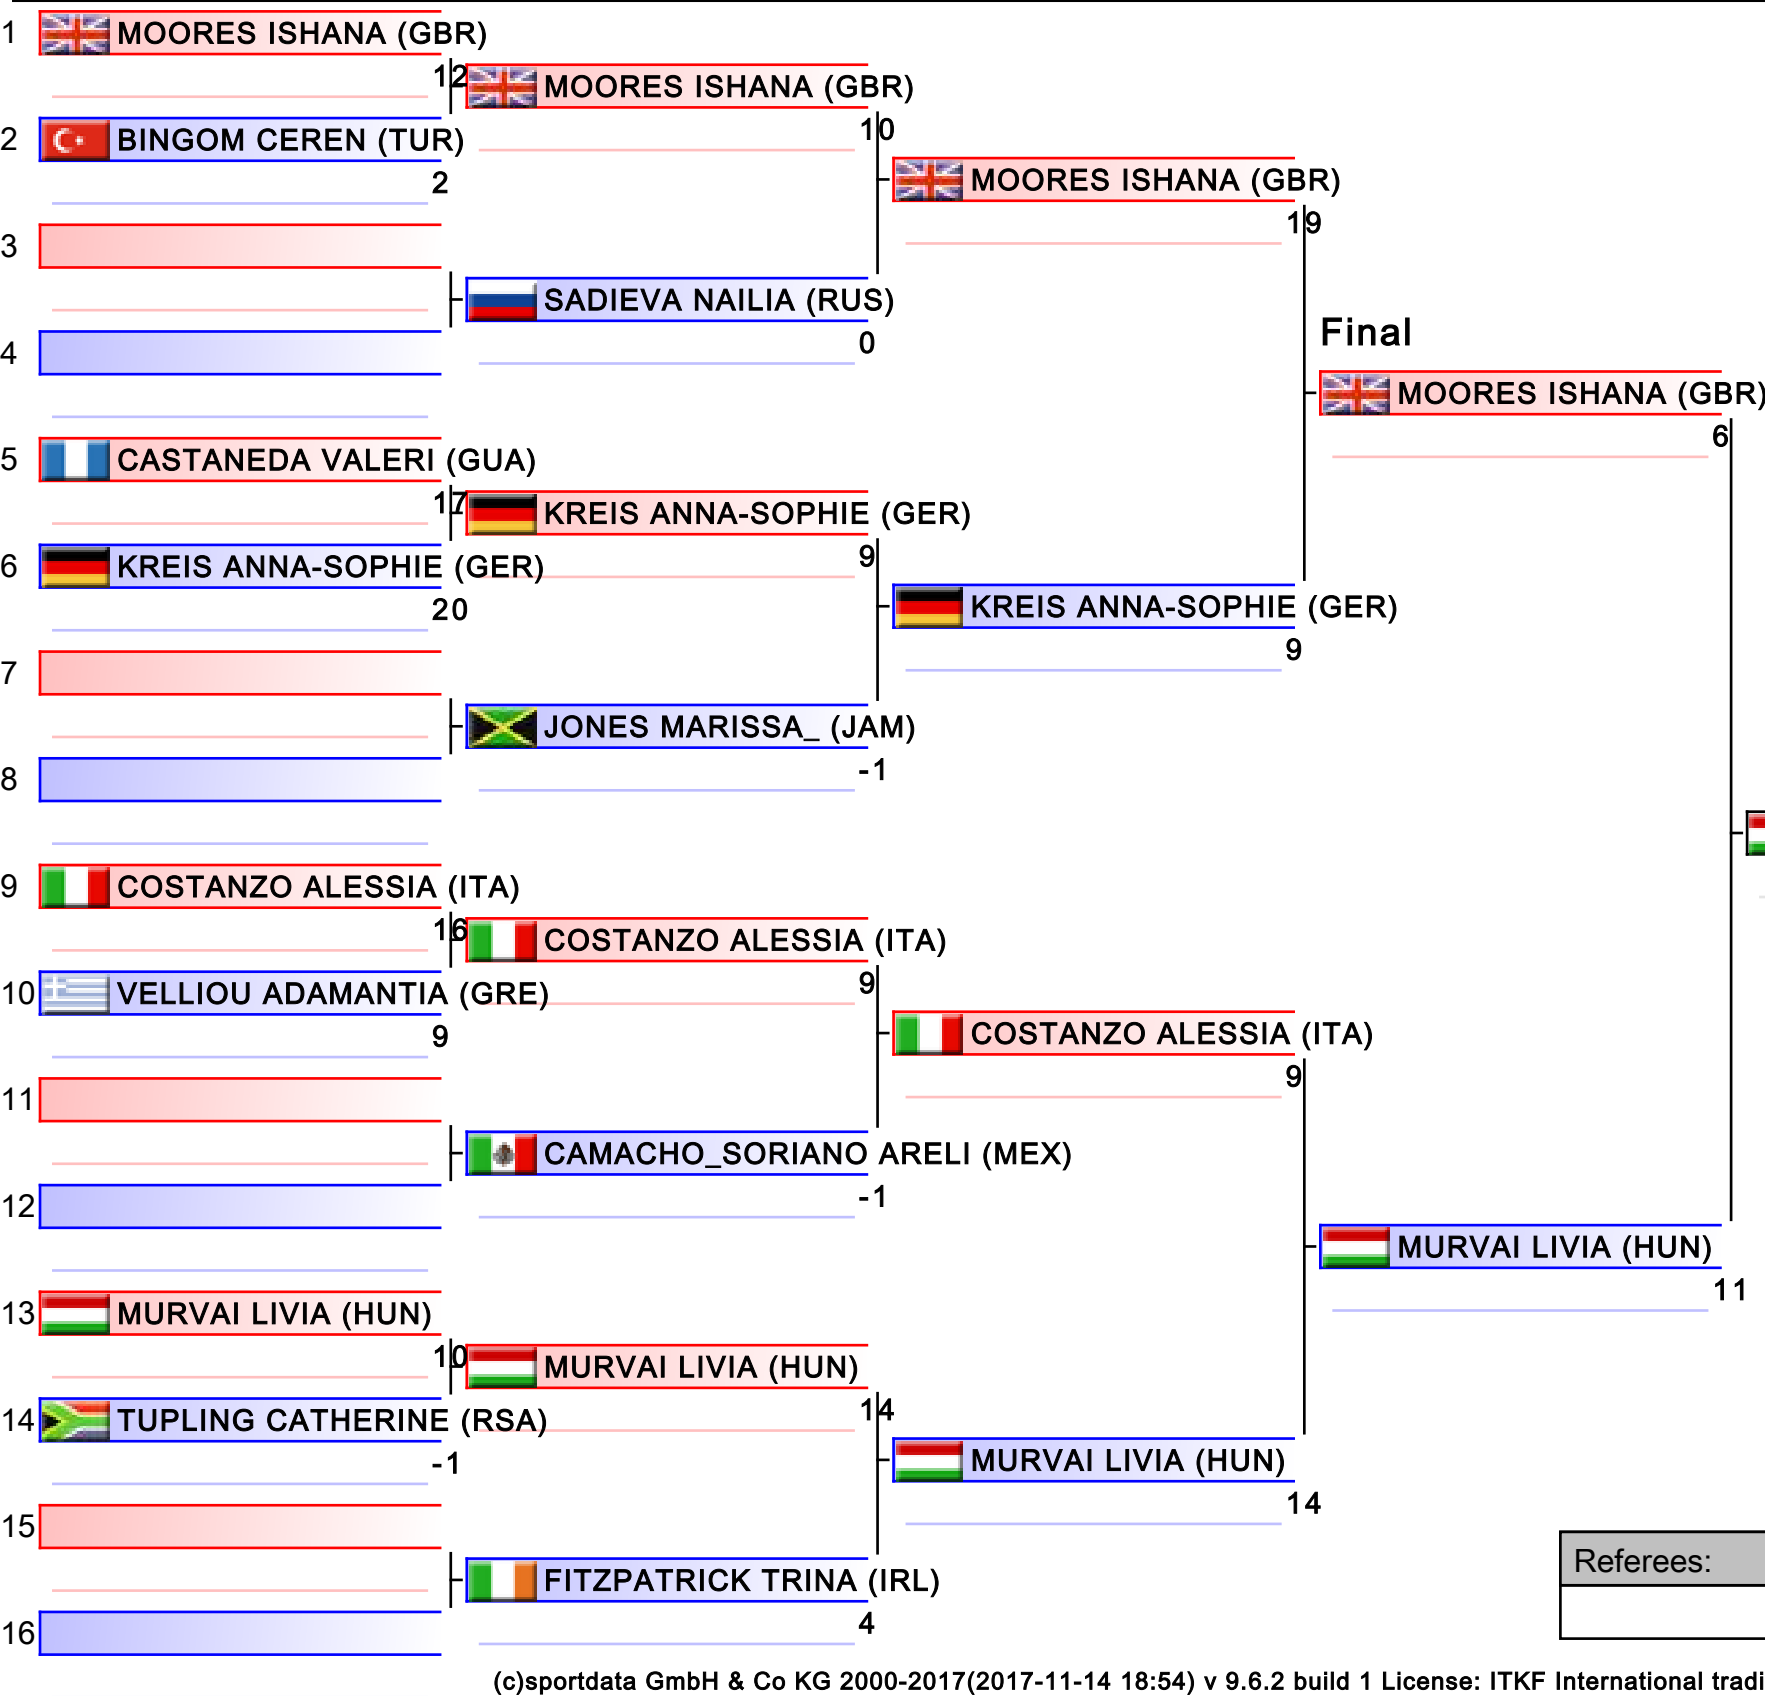 1 MOORES ISHANA (GBR)
12
MOORES ISHANA (GBR)
10
2 BINGOM CEREN (TUR)
2
MOORES ISHANA (GBR)
19
3
SADIEVA NAILIA (RUS)
0
4
Final
MOORES ISHANA (GBR)
6
5 CASTANEDA VALERI (GUA)
17
KREIS ANNA-SOPHIE (GER)
9
6 KREIS ANNA-SOPHIE (GER)
20
KREIS ANNA-SOPHIE (GER)
9
7
JONES MARISSA_ (JAM)
-1
8
9 COSTANZO ALESSIA (ITA)
16
COSTANZO ALESSIA (ITA)
9
10 VELLIOU ADAMANTIA (GRE)
9
COSTANZO ALESSIA (ITA)
9
11
CAMACHO_SORIANO ARELI (MEX)
-1
12
MURVAI LIVIA (HUN)
11
13 MURVAI LIVIA (HUN)
10
MURVAI LIVIA (HUN)
14
14 TUPLING CATHERINE (RSA)
-1
MURVAI LIVIA (HUN)
14
15
FITZPATRICK TRINA (IRL)
4
16
Referees:
(c)sportdata GmbH & Co KG 2000-2017(2017-11-14 18:54) v 9.6.2 build 1 License: ITKF International tradi